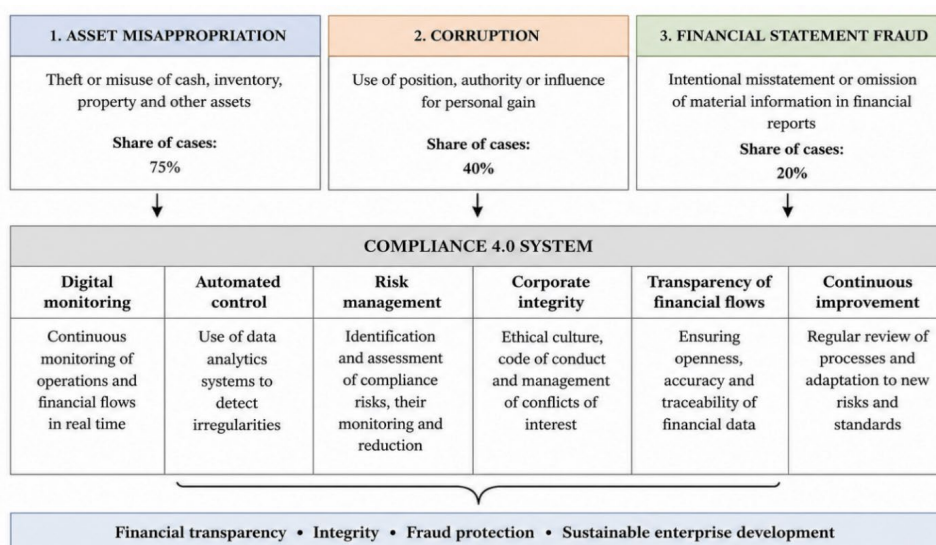 1. ASSET MISAPPROPRIATION
Theft or misuse of cash, inventory,
property and other assets
Share of cases:
75%
2. CORRUPTION
Use of position, authority or influence
for personal gain
Share of cases:
40%
3. FINANCIAL STATEMENT FRAUD
Intentional misstatement or omission
of material information in financial
reports
Share of cases:
20%
COMPLIANCE 4.0 SYSTEM
Digital
monitoring
Continuous
monitoring of
operations and
financial flows
in real time
Automated
control
Use of data
analytics
systems to
detect
irregularities
Risk
management
Identification
and assessment
of compliance
risks, their
monitoring and
reduction
Corporate
integrity
Ethical culture,
code of conduct
and management
of conflicts of
interest
Transparency of
financial flows
Ensuring
openness,
accuracy and
traceability of
financial data
Continuous
improvement
Regular review of
processes and
adaptation to new
risks and
standards
Financial transparency • Integrity • Fraud protection • Sustainable enterprise development